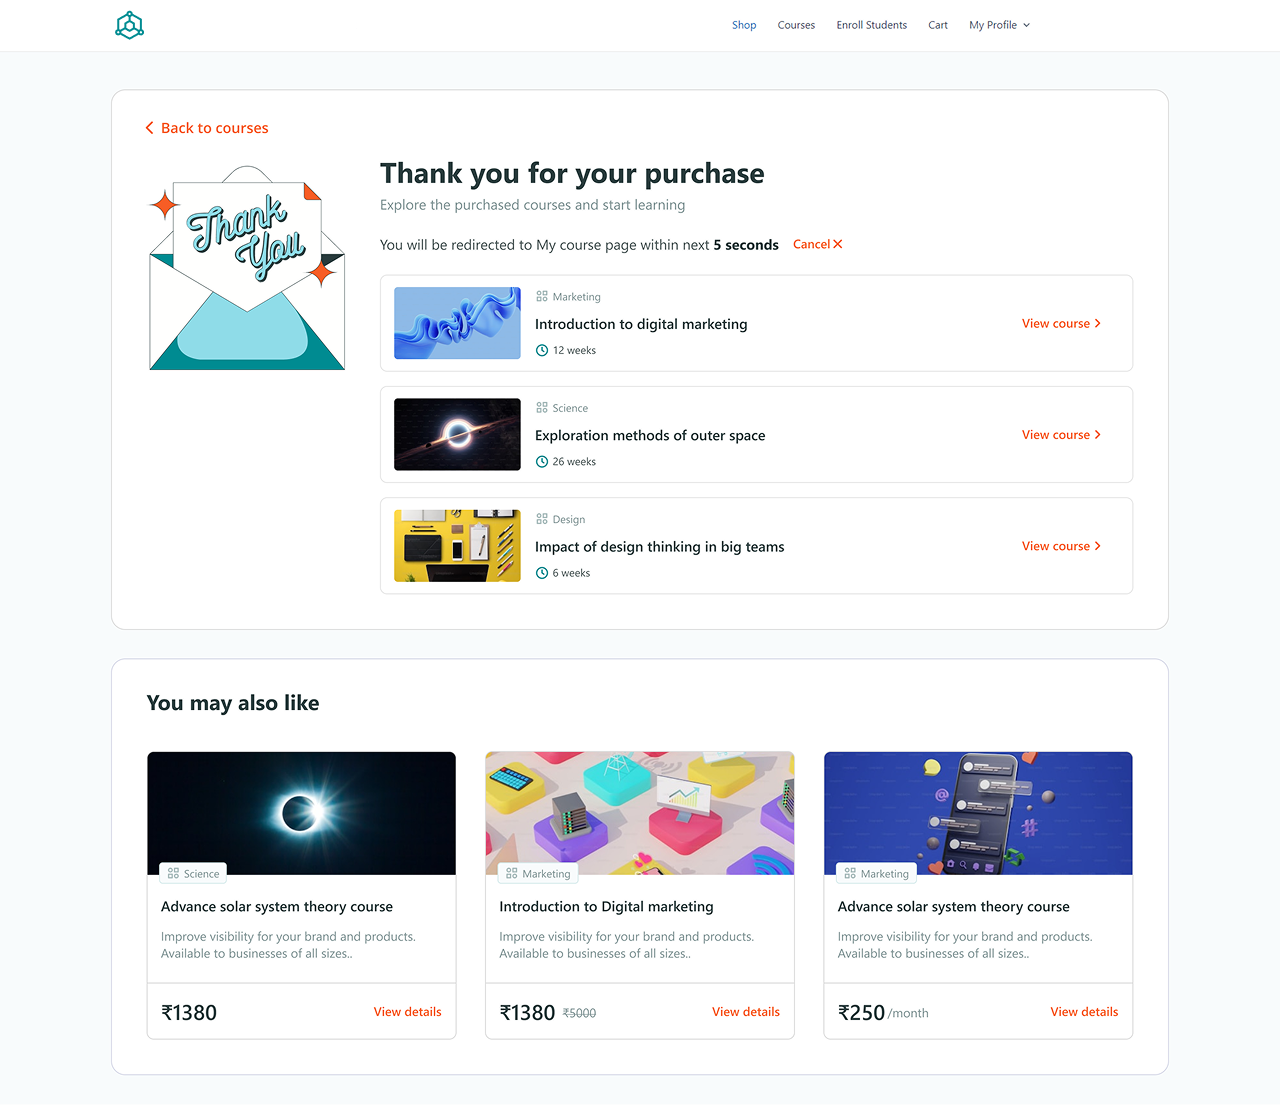 Shop Courses Enroll Students Cart My Profile
Back to courses
Thank You
Thank you for your purchase
Explore the purchased courses and start learning
You will be redirected to My course page within next 5 seconds Cancel
Marketing
Introduction to digital marketing
12 weeks
View course
Science
Exploration methods of outer space
26 weeks
View course
Design
Impact of design thinking in big teams
6 weeks
View course
You may also like
Science
Advance solar system theory course
Improve visibility for your brand and products.
Available to businesses of all sizes..
₹1380
View details
Marketing
Introduction to Digital marketing
Improve visibility for your brand and products.
Available to businesses of all sizes..
₹1380 ₹5000
View details
Marketing
Advance solar system theory course
Improve visibility for your brand and products.
Available to businesses of all sizes..
₹250 /month
View details